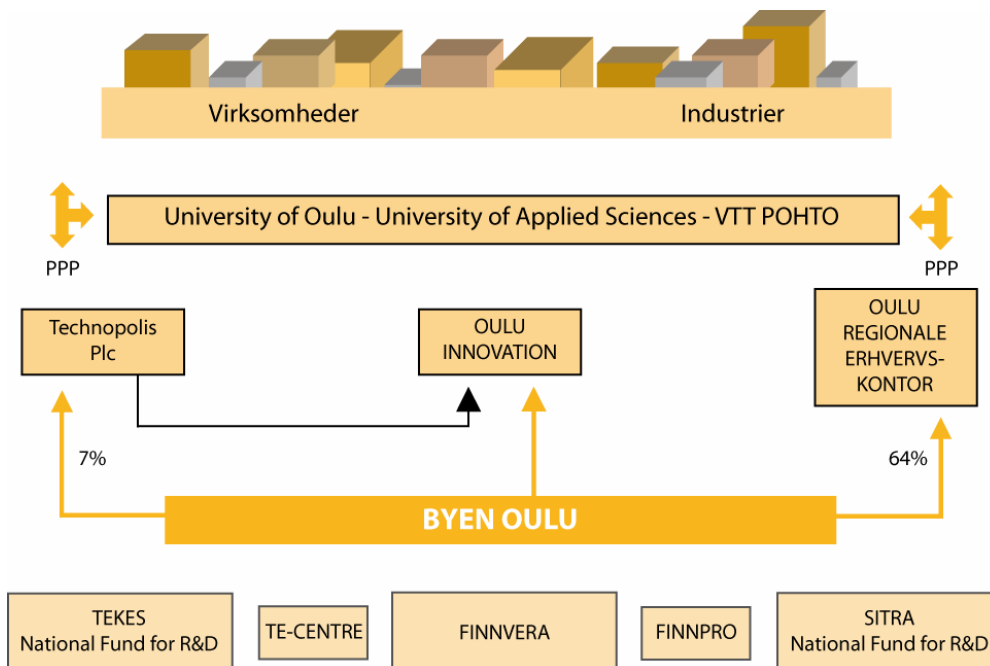 Virksomheder
Industrier
University of Oulu - University of Applied Sciences - VTT POHTO
PPP
PPP
Technopolis
Plc
OULU
INNOVATION
OULU
REGIONALE
ERHVERVS-
KONTOR
7%
64%
BYEN OULU
TEKES
National Fund for R&D
TE-CENTRE
FINNVERA
FINNPRO
SITRA
National Fund for R&D